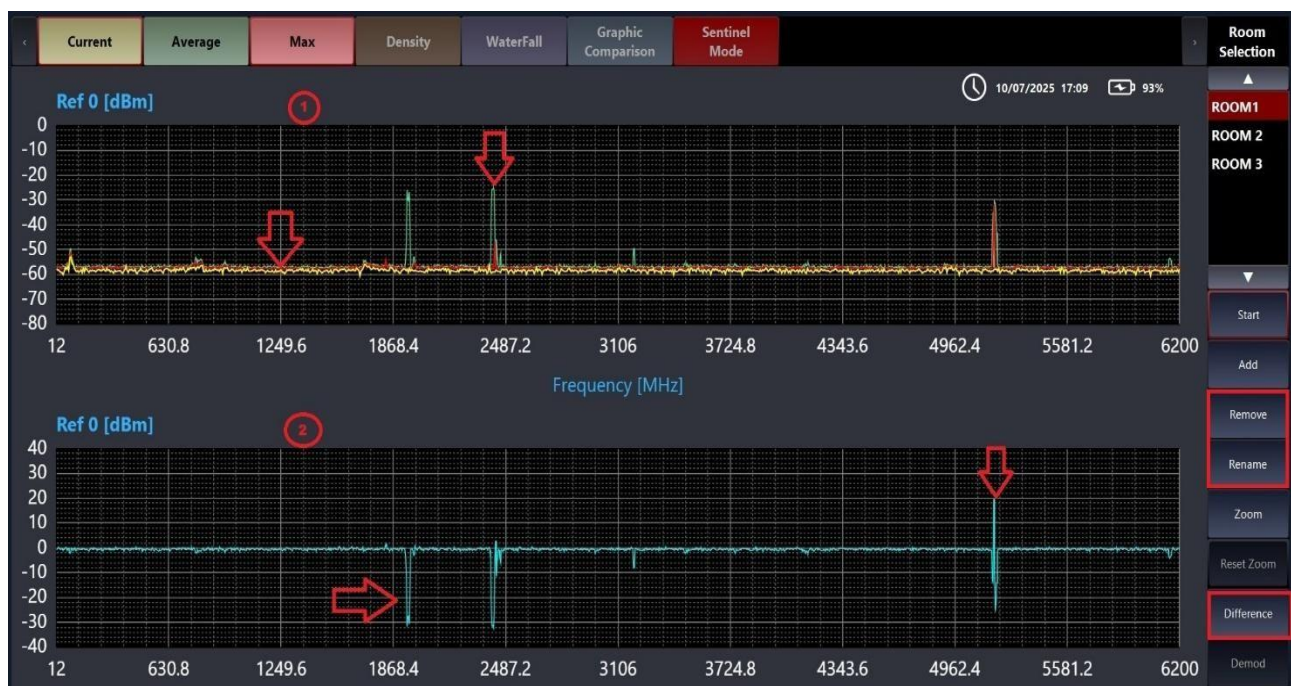 ‹
Current
Average
Max
Density
WaterFall
Graphic
Comparison
Sentinel
Mode
›
Room
Selection
10/07/2025 17:09
93%
▲
ROOM1
ROOM 2
ROOM 3
▼
Start
Add
Remove
Rename
Zoom
Reset Zoom
Difference
Demod
Ref 0 [dBm]
1
0
-10
-20
-30
-40
-50
-60
-70
-80
12 630.8 1249.6 1868.4 2487.2 3106 3724.8 4343.6 4962.4 5581.2 6200
Frequency [MHz]
Ref 0 [dBm]
2
40
30
20
10
0
-10
-20
-30
-40
12 630.8 1249.6 1868.4 2487.2 3106 3724.8 4343.6 4962.4 5581.2 6200